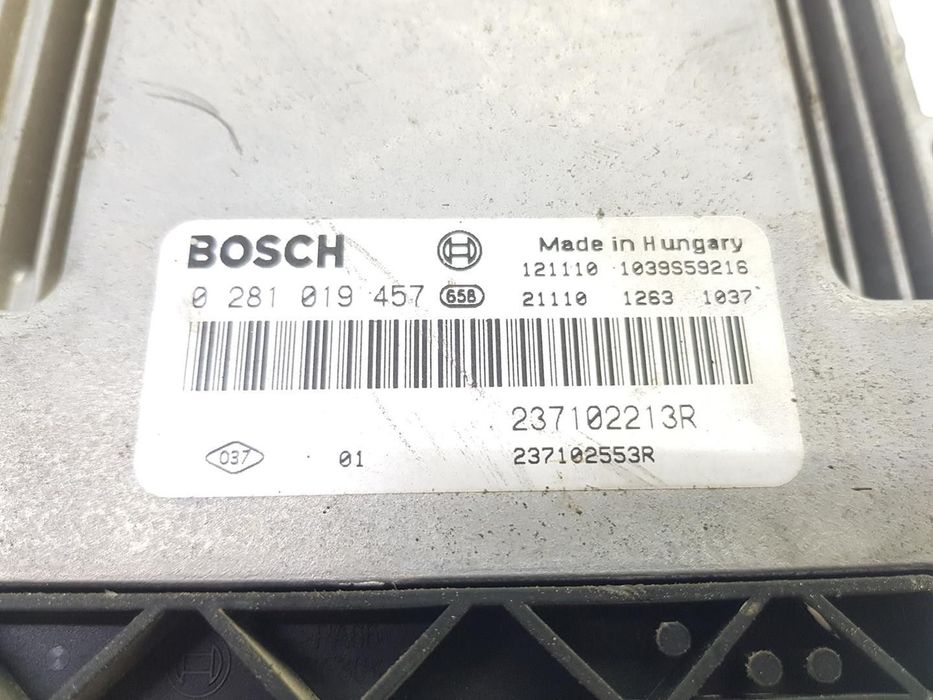 BOSCH Made in Hungary
121110 1039S59216
0 281 019 457 658 21110 1263 1037
237102213R
037 01 237102553R